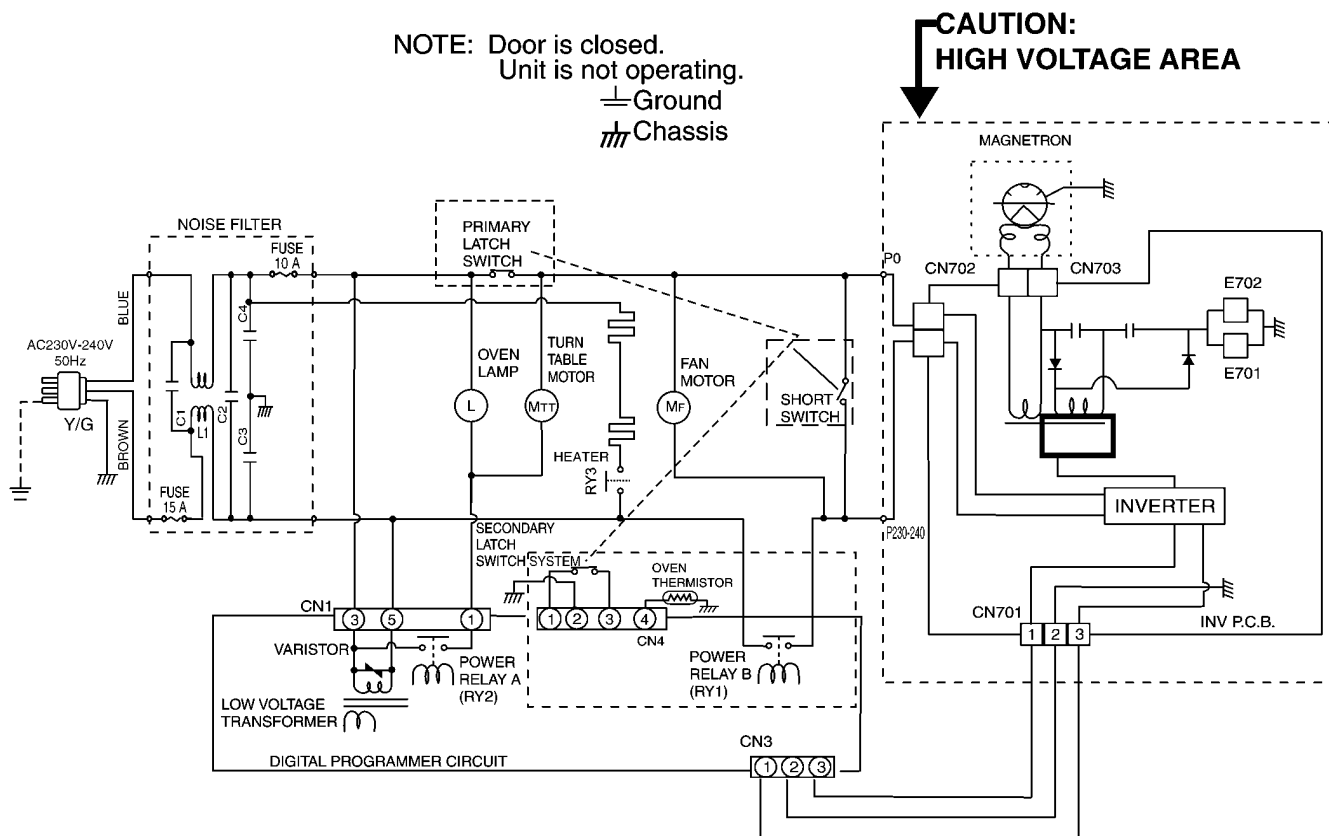 NOTE: Door is closed.
Unit is not operating.
Ground
Chassis
CAUTION:
HIGH VOLTAGE AREA
MAGNETRON
NOISE FILTER
FUSE
10 A
PRIMARY
LATCH
SWITCH
P0
CN702
CN703
E702
E701
BLUE
C4
AC230V-240V
50Hz
Y/G
BROWN
C1
L1
C2
C3
FUSE
15 A
OVEN
LAMP
L
TURN
TABLE
MOTOR
MTT
FAN
MOTOR
MF
SHORT
SWITCH
HEATER
RY3
INVERTER
P230-240
SECONDARY
LATCH
SWITCH SYSTEM
OVEN
THERMISTOR
CN1
3
5
1
1
2
3
4
CN4
CN701
1
2
3
INV P.C.B.
VARISTOR
POWER
RELAY A
(RY2)
POWER
RELAY B
(RY1)
LOW VOLTAGE
TRANSFORMER
DIGITAL PROGRAMMER CIRCUIT
CN3
1
2
3